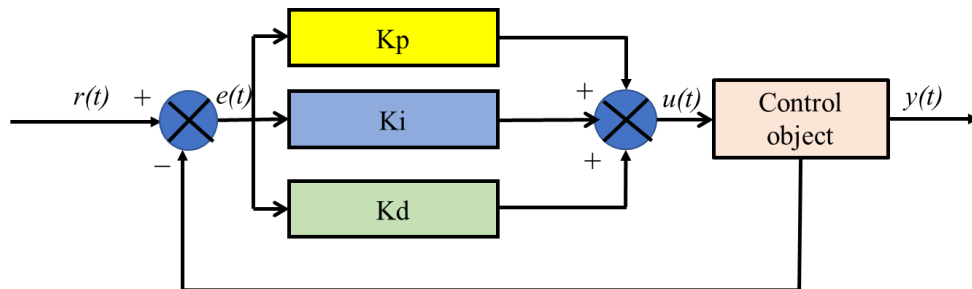 Kp
r(t)
+
e(t)
Ki
+
u(t)
Control
object
y(t)
−
+
Kd